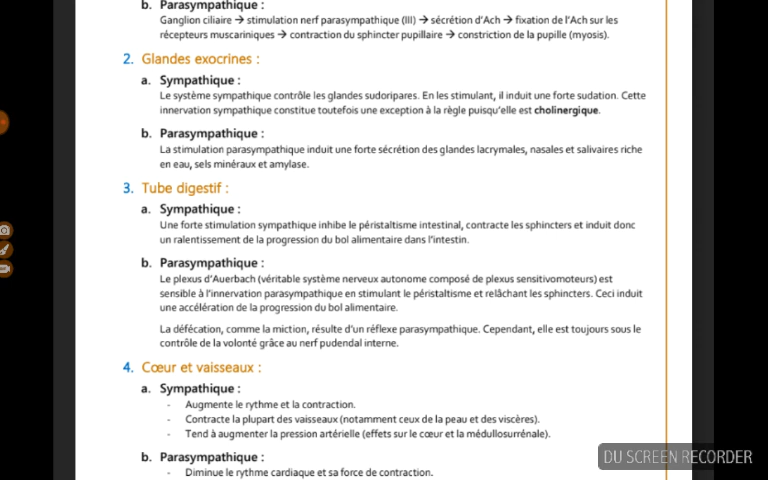 b. Parasympathique :
Ganglion ciliaire → stimulation nerf parasympathique (III) → sécrétion d'Ach → fixation de l'Ach sur les
récepteurs muscariniques → contraction du sphincter pupillaire → constriction de la pupille (myosis).
2. Glandes exocrines :
a. Sympathique :
Le système sympathique contrôle les glandes sudoripares. En les stimulant, il induit une forte sudation. Cette
innervation sympathique constitue toutefois une exception à la règle puisqu'elle est cholinergique.
b. Parasympathique :
La stimulation parasympathique induit une forte sécrétion des glandes lacrymales, nasales et salivaires riche
en eau, sels minéraux et amylase.
3. Tube digestif :
a. Sympathique :
Une forte stimulation sympathique inhibe le péristaltisme intestinal, contracte les sphincters et induit donc
un ralentissement de la progression du bol alimentaire dans l'intestin.
b. Parasympathique :
Le plexus d'Auerbach (véritable système nerveux autonome composé de plexus sensitivomoteurs) est
sensible à l'innervation parasympathique en stimulant le péristaltisme et relâchant les sphincters. Ceci induit
une accélération de la progression du bol alimentaire.
La défécation, comme la miction, résulte d'un réflexe parasympathique. Cependant, elle est toujours sous le
contrôle de la volonté grâce au nerf pudendal interne.
4. Cœur et vaisseaux :
a. Sympathique :
- Augmente le rythme et la contraction.
- Contracte la plupart des vaisseaux (notamment ceux de la peau et des viscères).
- Tend à augmenter la pression artérielle (effets sur le cœur et la médullosurrénale).
b. Parasympathique :
- Diminue le rythme cardiaque et sa force de contraction.
DU SCREEN RECORDER